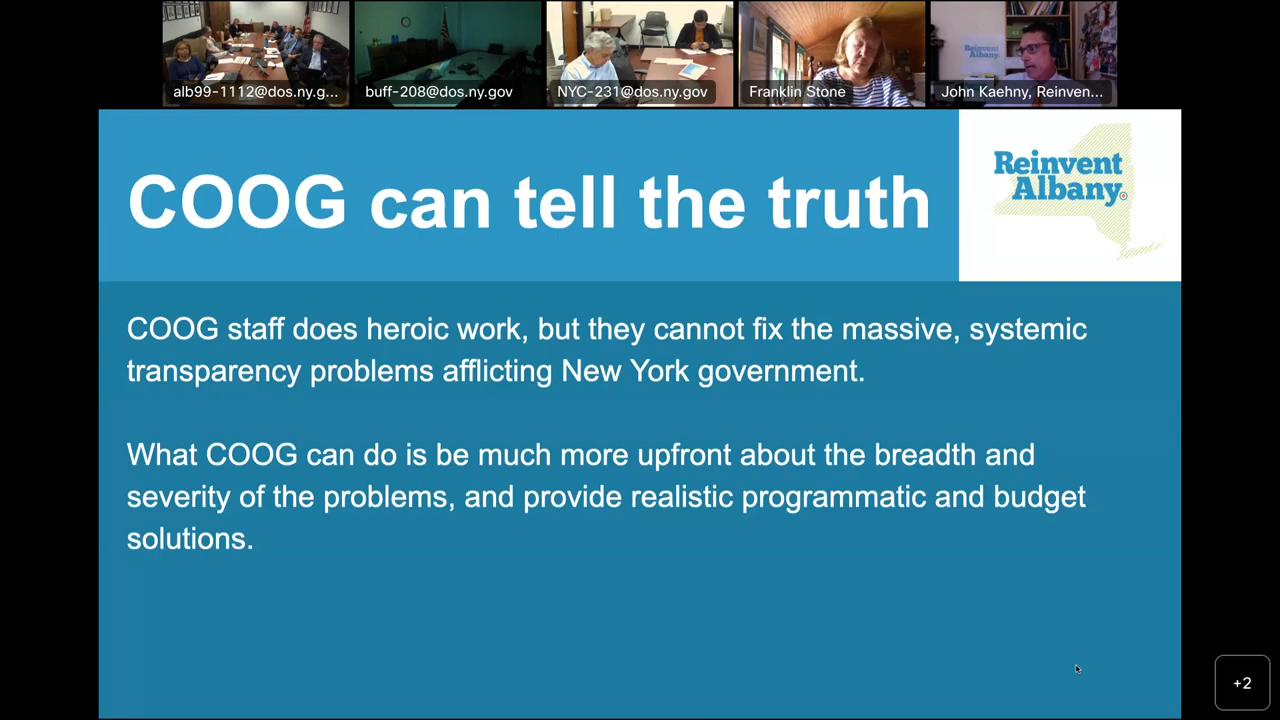 alb99-1112@dos.ny.g...
buff-208@dos.ny.gov
NYC-231@dos.ny.gov
Franklin Stone
John Kaehny, Reinven...
COOG can tell the truth
Reinvent
Albany
COOG staff does heroic work, but they cannot fix the massive, systemic
transparency problems afflicting New York government.
What COOG can do is be much more upfront about the breadth and
severity of the problems, and provide realistic programmatic and budget
solutions.
+2